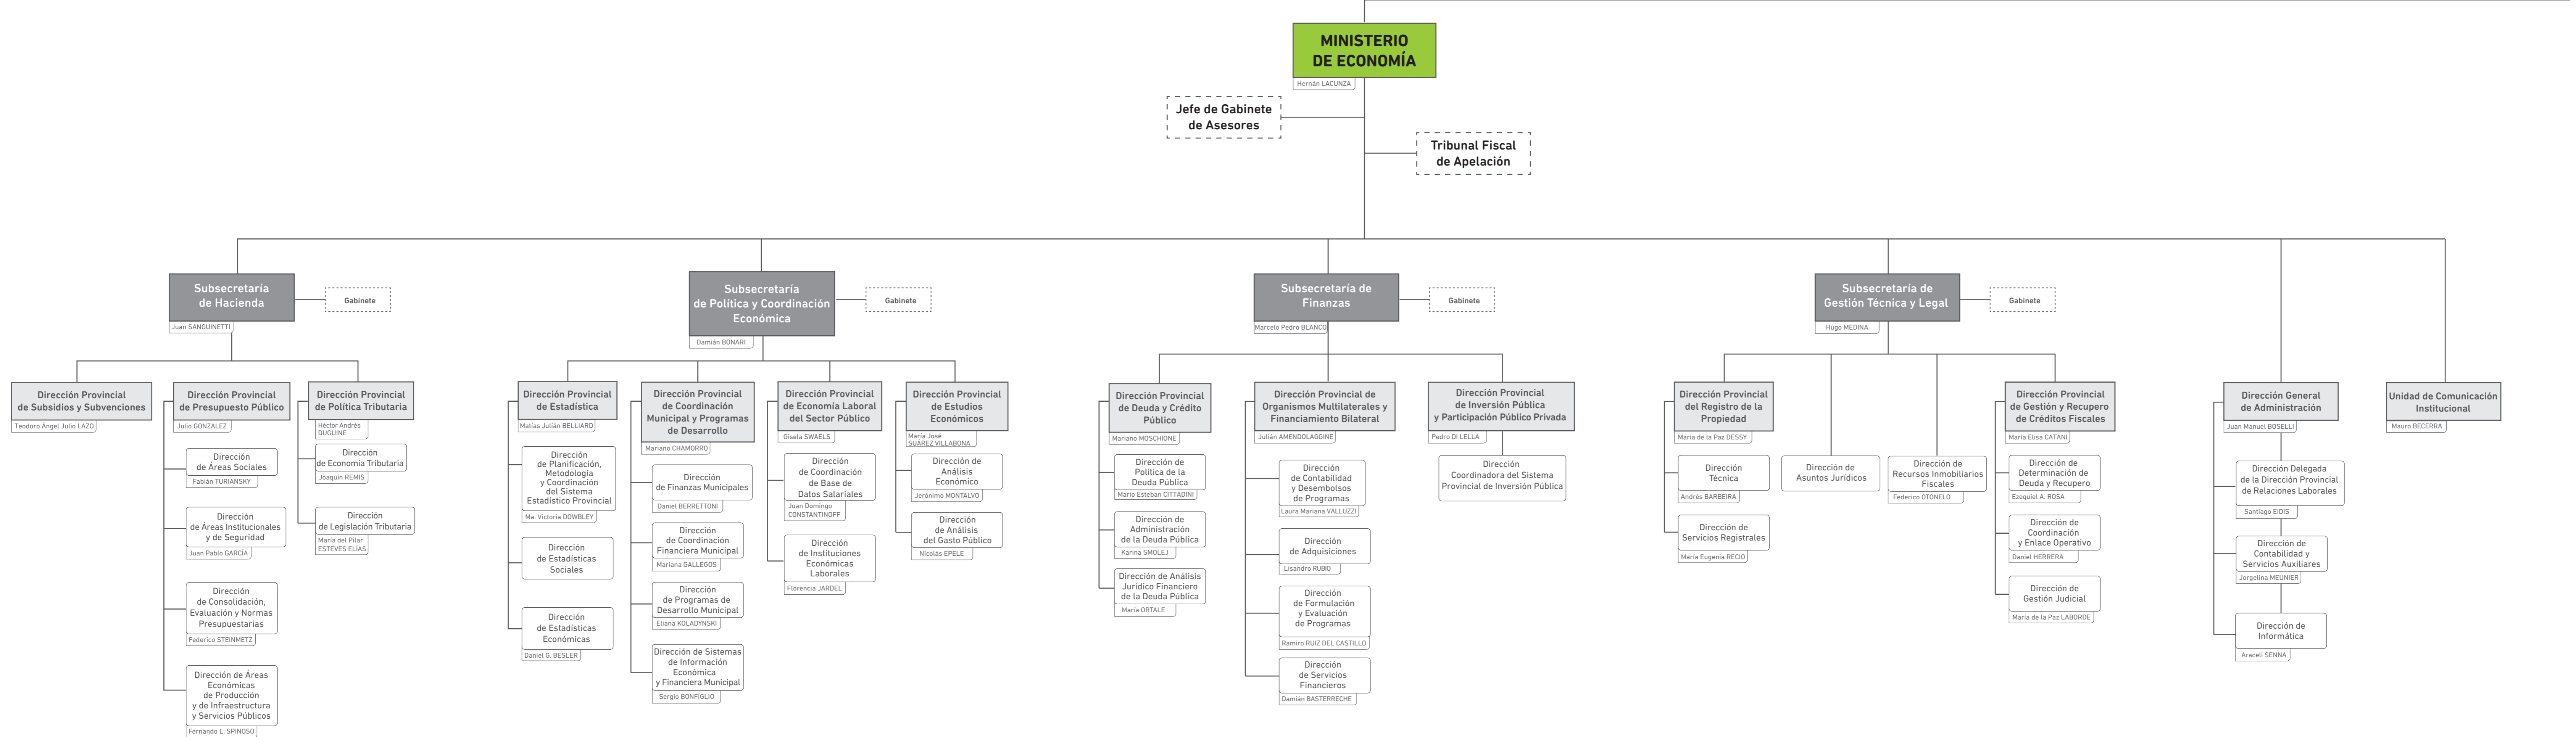 MINISTERIO
DE ECONOMÍA
Hernán LACUNZA
Jefe de Gabinete
de Asesores
Tribunal Fiscal
de Apelación
Subsecretaría
de Hacienda
Juan SANGUINETTI
Gabinete
Dirección Provincial
de Subsidios y Subvenciones
Teodoro Ángel Julio LAZO
Dirección Provincial
de Presupuesto Público
Julio GONZALEZ
Dirección
de Áreas Sociales
Fabián TURIANSKY
Dirección
de Áreas Institucionales
y de Seguridad
Juan Pablo GARCÍA
Dirección
de Consolidación,
Evaluación y Normas
Presupuestarias
Federico STEINMETZ
Dirección de Áreas
Económicas
de Producción
y de Infraestructura
y Servicios Públicos
Fernando L. SPINOSO
Dirección Provincial
de Política Tributaria
Héctor Andrés
DUGUINE
Dirección
de Economía Tributaria
Joaquín REMIS
Dirección
de Legislación Tributaria
María del Pilar
ESTEVES ELÍAS
Subsecretaría
de Política y Coordinación
Económica
Damián BONARI
Gabinete
Dirección Provincial
de Estadística
Matías Julián BELLIARD
Dirección
de Planificación,
Metodología
y Coordinación
del Sistema
Estadístico Provincial
Ma. Victoria DOWBLEY
Dirección
de Estadísticas
Sociales
Dirección
de Estadísticas
Económicas
Daniel G. BESLER
Dirección Provincial
de Coordinación
Municipal y Programas
de Desarrollo
Mariano CHAMORRO
Dirección
de Finanzas Municipales
Daniel BERRETTONI
Dirección
de Coordinación
Financiera Municipal
Mariana GALLEGOS
Dirección
de Programas de
Desarrollo Municipal
Eliana KOLADYNSKI
Dirección de Sistemas
de Información
Económica
y Financiera Municipal
Sergio BONFIGLIO
Dirección Provincial
de Economía Laboral
del Sector Público
Gisela SWAELS
Dirección
de Coordinación
de Base de
Datos Salariales
Juan Domingo
CONSTANTINOFF
Dirección
de Instituciones
Económicas
Laborales
Florencia JARDEL
Dirección Provincial
de Estudios
Económicos
María José
SUÁREZ VILLABONA
Dirección de
Análisis
Económico
Jerónimo MONTALVO
Dirección
de Análisis
del Gasto Público
Nicolás EPELE
Subsecretaría de
Finanzas
Marcelo Pedro BLANCO
Gabinete
Dirección Provincial
de Deuda y Crédito
Público
Mariano MOSCHIONE
Dirección de
Política de la
Deuda Pública
Mario Esteban CITTADINI
Dirección de
Administración
de la Deuda Pública
Karina SMOLEJ
Dirección de Análisis
Jurídico Financiero
de la Deuda Pública
María ORTALE
Dirección Provincial de
Organismos Multilaterales y
Financiamiento Bilateral
Julián AMENDOLAGGINE
Dirección
de Contabilidad
y Desembolsos
de Programas
Laura Mariana VALLUZZI
Dirección
de Adquisiciones
Lisandro RUBIO
Dirección
de Formulación
y Evaluación
de Programas
Ramiro RUIZ DEL CASTILLO
Dirección
de Servicios
Financieros
Damián BASTERRECHE
Dirección Provincial
de Inversión Pública
y Participación Público Privada
Pedro DI LELLA
Dirección
Coordinadora del Sistema
Provincial de Inversión Pública
Subsecretaría de
Gestión Técnica y Legal
Hugo MEDINA
Gabinete
Dirección Provincial
del Registro de la
Propiedad
María de la Paz DESSY
Dirección
Técnica
Andrés BARBEIRA
Dirección de
Servicios Registrales
María Eugenia RECIO
Dirección de
Asuntos Jurídicos
Dirección de
Recursos Inmobiliarios
Fiscales
Federico OTONELO
Dirección Provincial
de Gestión y Recupero
de Créditos Fiscales
María Elisa CATANI
Dirección de
Determinación de
Deuda y Recupero
Ezequiel A. ROSA
Dirección de
Coordinación
y Enlace Operativo
Daniel HERRERA
Dirección de
Gestión Judicial
María de la Paz LABORDE
Dirección General
de Administración
Juan Manuel BOSELLI
Dirección Delegada
de la Dirección Provincial
de Relaciones Laborales
Santiago EIDIS
Dirección de
Contabilidad y
Servicios Auxiliares
Jorgelina MEUNIER
Dirección de
Informática
Araceli SENNA
Unidad de Comunicación
Institucional
Mauro BECERRA